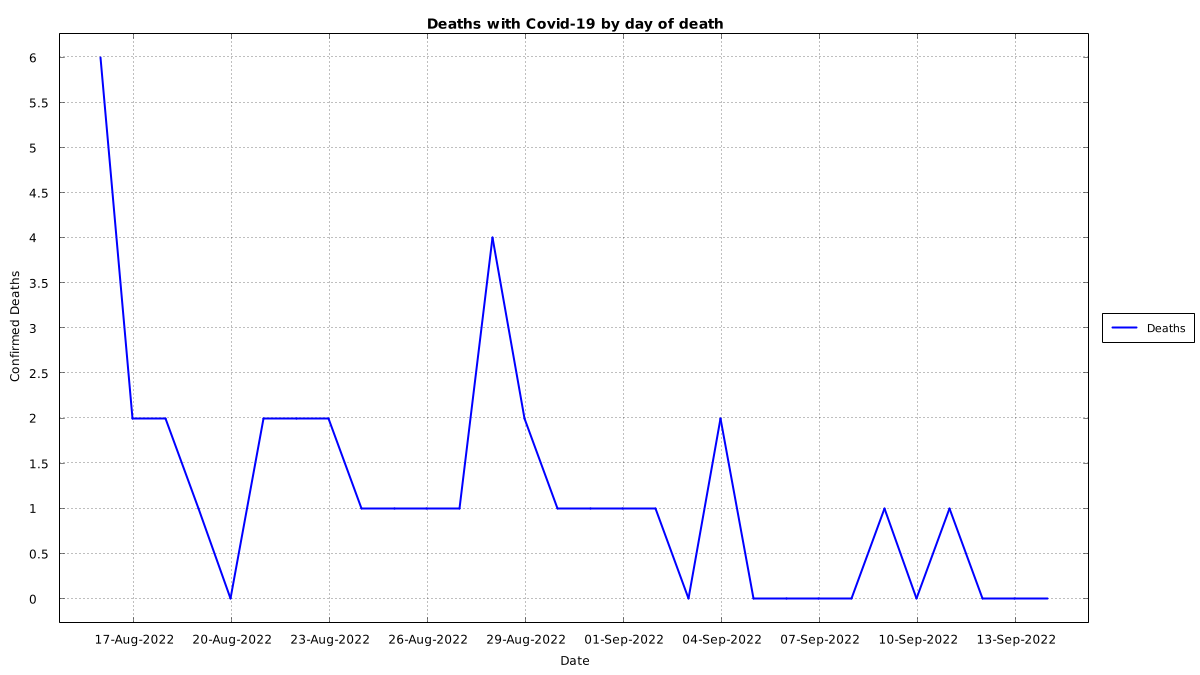 Deaths with Covid-19 by day of death
6
5.5
5
4.5
4
3.5
3
2.5
2
1.5
1
0.5
0
Confirmed Deaths
Deaths
17-Aug-2022 20-Aug-2022 23-Aug-2022 26-Aug-2022 29-Aug-2022 01-Sep-2022 04-Sep-2022 07-Sep-2022 10-Sep-2022 13-Sep-2022
Date